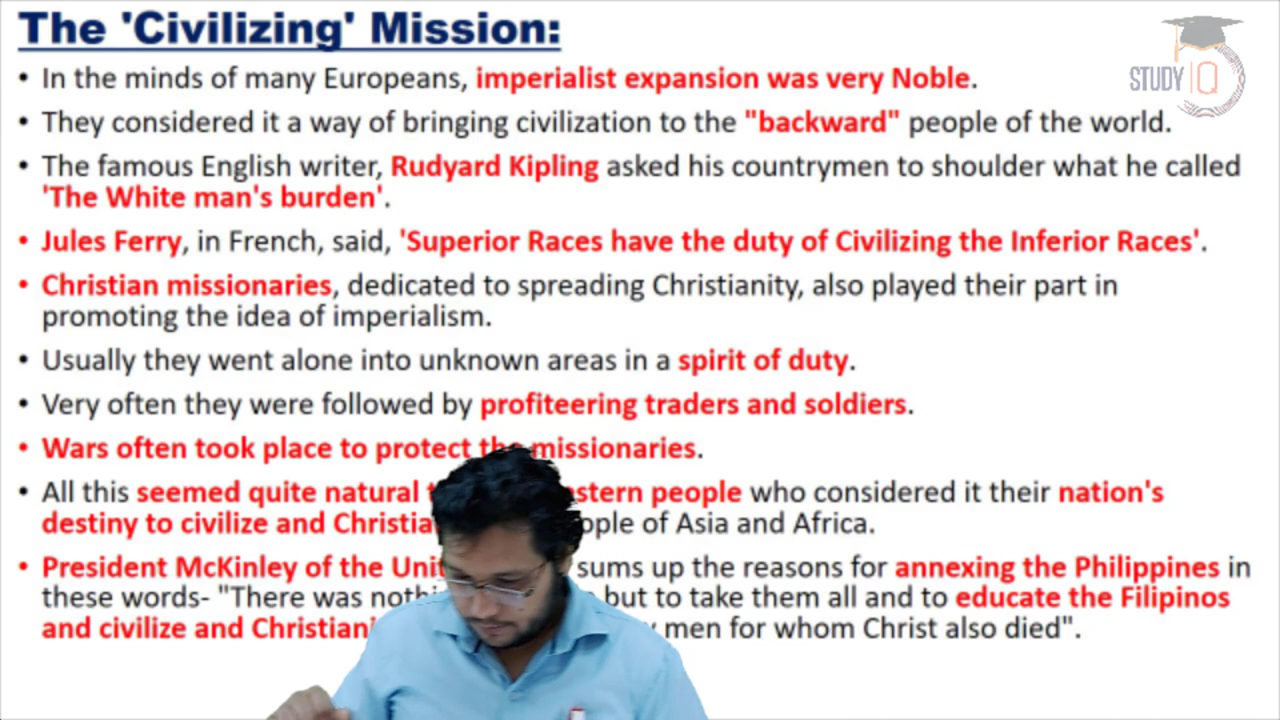 The 'Civilizing' Mission:
STUDY IQ
• In the minds of many Europeans, imperialist expansion was very Noble.
• They considered it a way of bringing civilization to the "backward" people of the world.
• The famous English writer, Rudyard Kipling asked his countrymen to shoulder what he called
'The White man's burden'.
• Jules Ferry, in French, said, 'Superior Races have the duty of Civilizing the Inferior Races'.
• Christian missionaries, dedicated to spreading Christianity, also played their part in
promoting the idea of imperialism.
• Usually they went alone into unknown areas in a spirit of duty.
• Very often they were followed by profiteering traders and soldiers.
• Wars often took place to protect the missionaries.
• All this seemed quite natural people who considered it their nation's
destiny to civilize and of Asia and Africa.
• President McKinley of the sums up the reasons for annexing the Philippines in
these words- "There was but to take them all and to educate the Filipinos
and civilize and men for whom Christ also died".